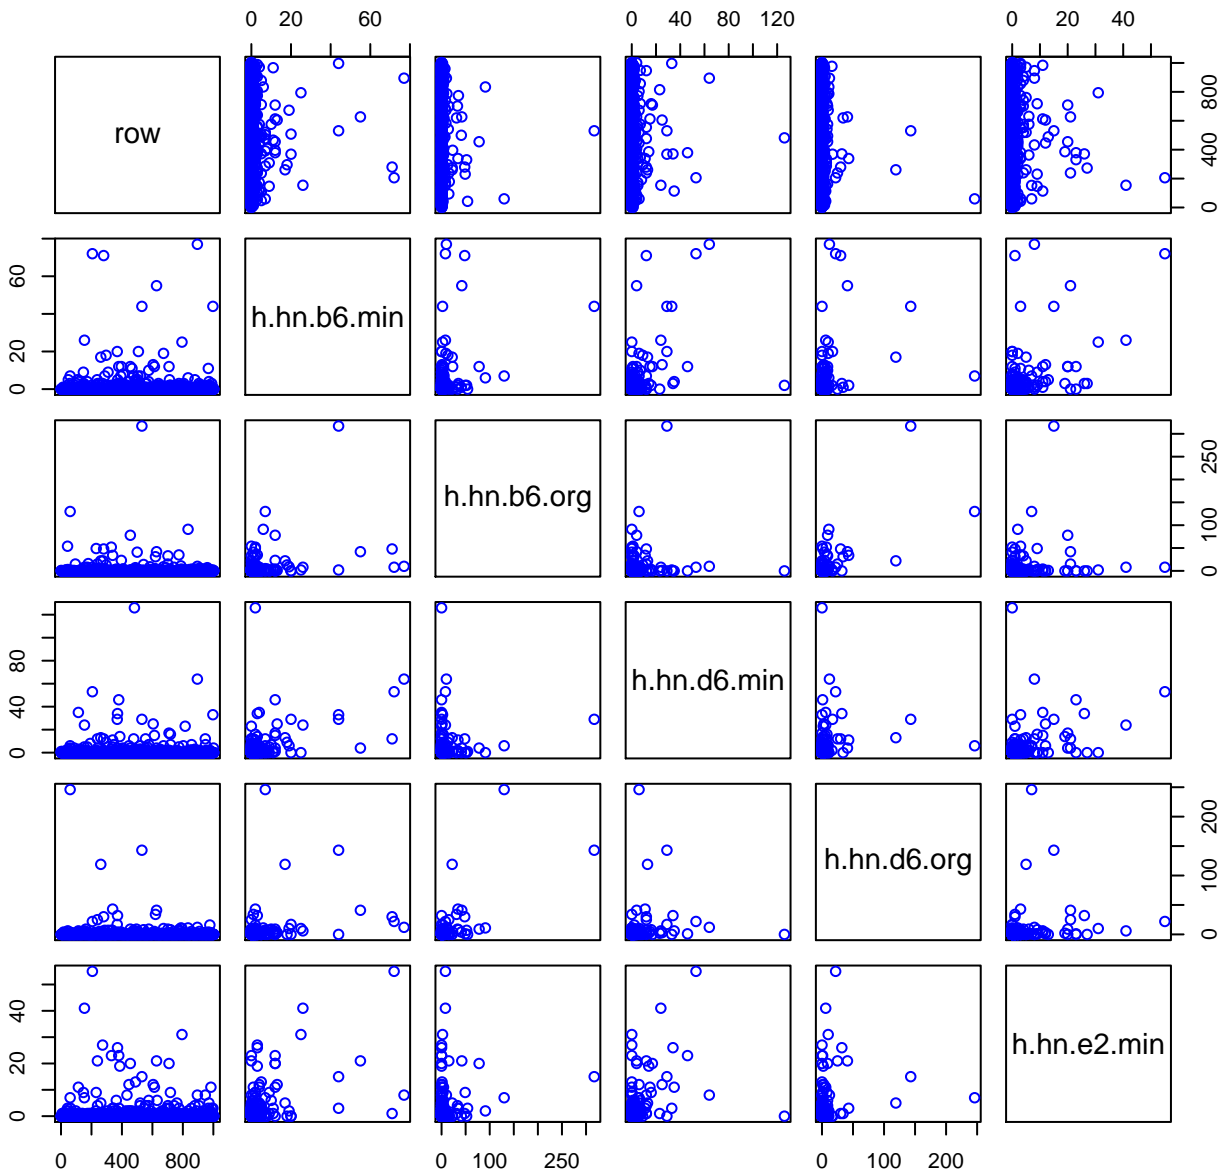 0 20 60 0 40 80 120 0 20 40
row 0 400 800
0 20 60 h.hn.b6.min
h.hn.b6.org 0 100 250
0 40 80 h.hn.d6.min
h.hn.d6.org 0 100 200
0 20 40 h.hn.e2.min
0 400 800 0 100 250 0 100 200